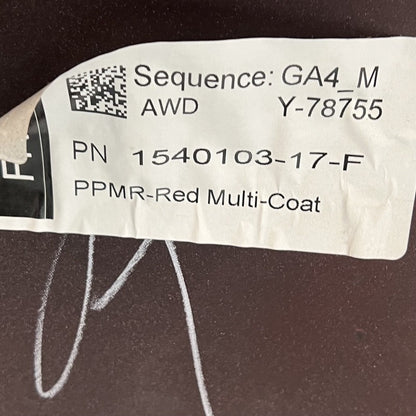 Sequence: GA4_M
AWD Y-78755
PN 1540103-17-F
PPMR-Red Multi-Coat